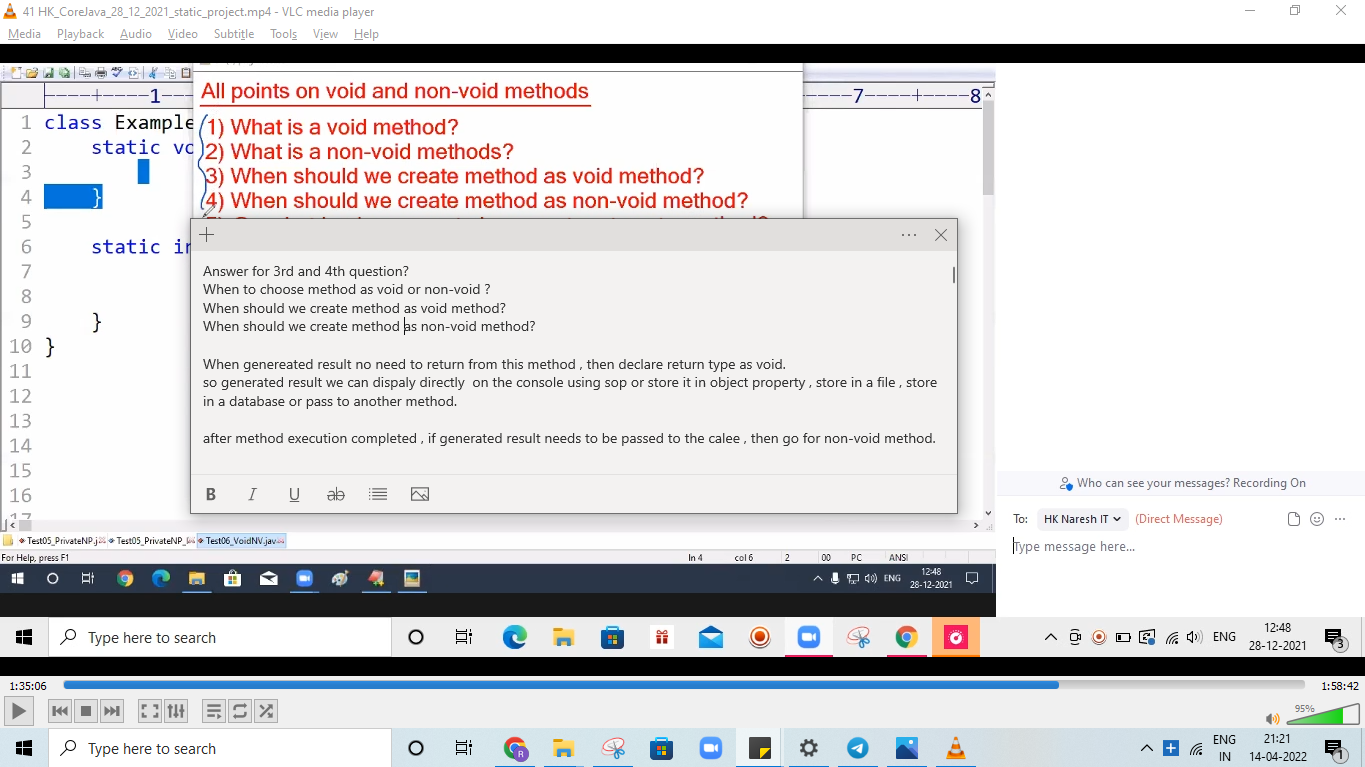 41 HK_CoreJava_28_12_2021_static_project.mp4 - VLC media player
Media Playback Audio Video Subtitle Tools View Help
All points on void and non-void methods
1) What is a void method?
2) What is a non-void methods?
3) When should we create method as void method?
4) When should we create method as non-void method?
1
7
8
1 class Example
2 static
3
4 }
5
6 static
7
8
9 }
10 }
11
12
13
14
15
16
17
Answer for 3rd and 4th question?
When to choose method as void or non-void ?
When should we create method as void method?
When should we create method as non-void method?
When genereated result no need to return from this method , then declare return type as void.
so generated result we can dispaly directly on the console using sop or store it in object property , store in a file , store
in a database or pass to another method.
after method execution completed , if generated result needs to be passed to the calee , then go for non-void method.
B I U ab
Test05_PrivateNP.j Test05_PrivateNP_ Test06_VoidNV.jav
For Help, press F1
ln 4 col 6 2 00 PC ANSI
ENG 12:48
28-12-2021
Who can see your messages? Recording On
To: HK Naresh IT (Direct Message)
Type message here...
Type here to search
ENG 12:48
28-12-2021
3
1:35:06
1:58:42
95%
Type here to search
R
ENG
IN
21:21
14-04-2022
1